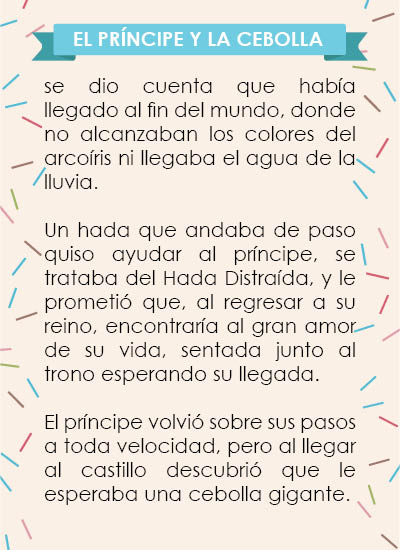 EL PRÍNCIPE Y LA CEBOLLA
se dio cuenta que había
llegado al fin del mundo, donde
no alcanzaban los colores del
arcoíris ni llegaba el agua de la
lluvia.
Un hada que andaba de paso
quiso ayudar al príncipe, se
trataba del Hada Distraída, y le
prometió que, al regresar a su
reino, encontraría al gran amor
de su vida, sentada junto al
trono esperando su llegada.
El príncipe volvió sobre sus pasos
a toda velocidad, pero al llegar
al castillo descubrió que le
esperaba una cebolla gigante.